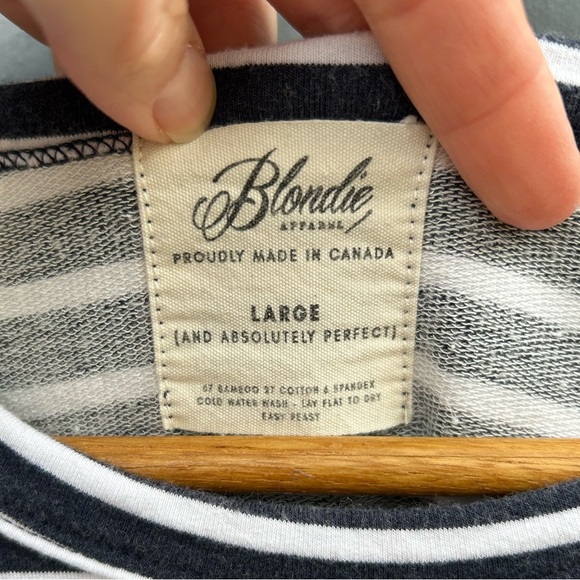 Blondie
APPAREL
PROUDLY MADE IN CANADA
LARGE
(AND ABSOLUTELY PERFECT)
67 BAMBOO 27 COTTON 6 SPANDEX
COLD WATER WASH - LAY FLAT TO DRY
EASY PEASY